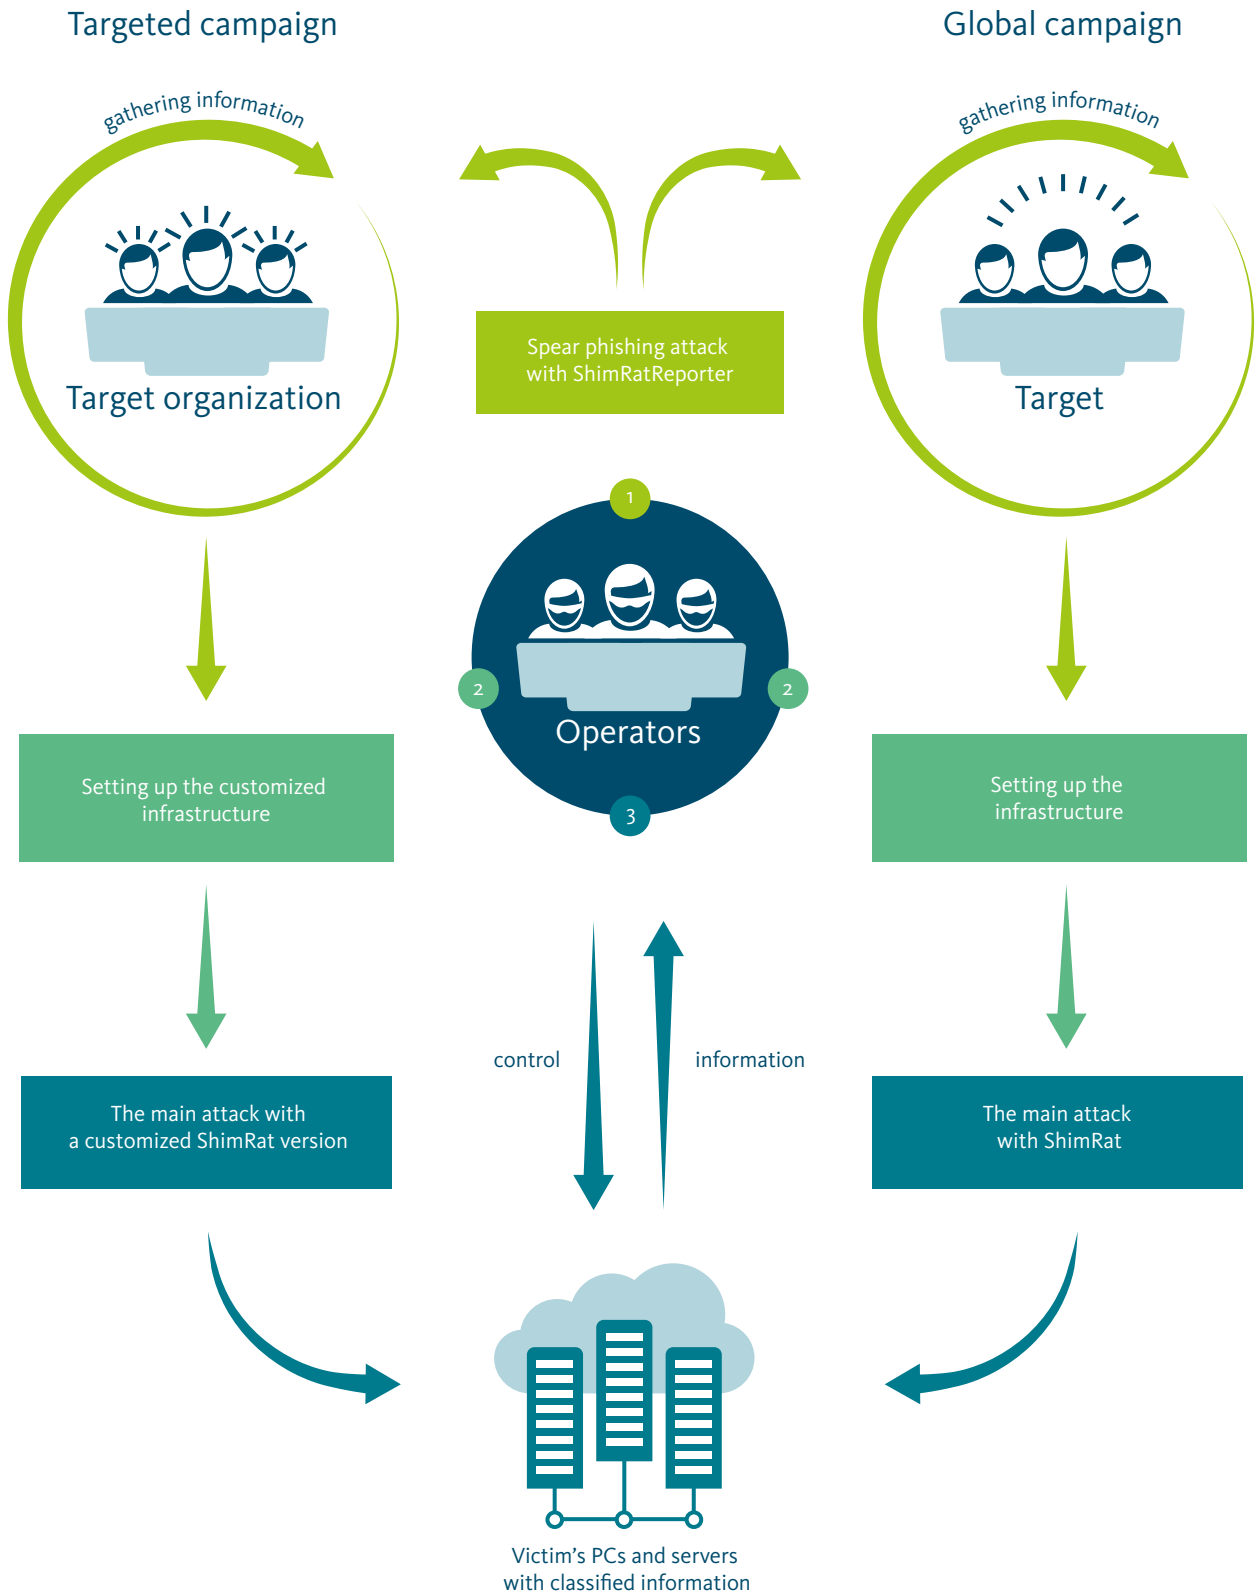 Targeted campaign
Global campaign
gathering information
gathering information
Target organization
Spear phishing attack
with ShimRatReporter
Target
1
2
2
Operators
3
Setting up the customized
infrastructure
Setting up the
infrastructure
control
information
The main attack with
a customized ShimRat version
The main attack
with ShimRat
Victim's PCs and servers
with classified information